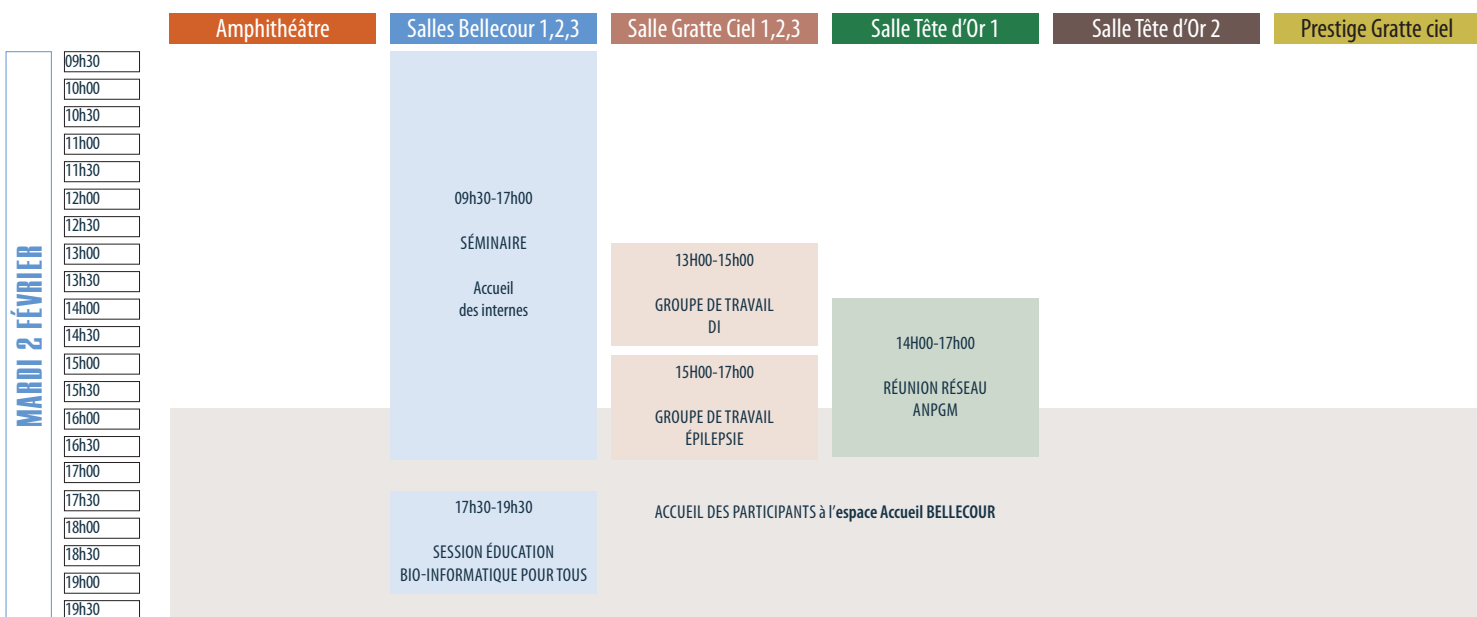 Amphithéâtre
Salles Bellecour 1,2,3
Salle Gratte Ciel 1,2,3
Salle Tête d'Or 1
Salle Tête d'Or 2
Prestige Gratte ciel
MARDI 2 FÉVRIER
09h30
10h00
10h30
11h00
11h30
12h00
12h30
13h00
13h30
14h00
14h30
15h00
15h30
16h00
16h30
17h00
17h30
18h00
18h30
19h00
19h30
09h30-17h00
SÉMINAIRE
Accueil
des internes
17h30-19h30
SESSION ÉDUCATION
BIO-INFORMATIQUE POUR TOUS
13H00-15h00
GROUPE DE TRAVAIL
DI
15H00-17h00
GROUPE DE TRAVAIL
ÉPILEPSIE
14H00-17h00
RÉUNION RÉSEAU
ANPGM
ACCUEIL DES PARTICIPANTS à l'espace Accueil BELLECOUR